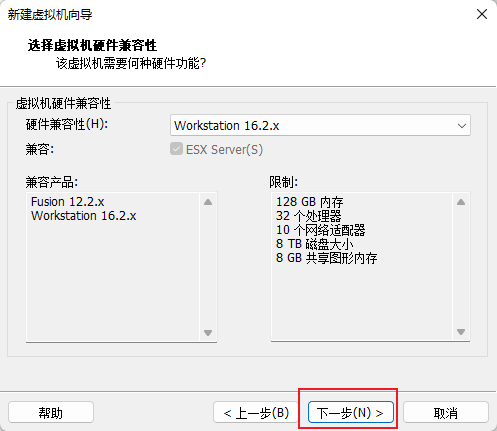 新建虚拟机向导
选择虚拟机硬件兼容性
该虚拟机需要何种硬件功能?
虚拟机硬件兼容性
硬件兼容性(H):
Workstation 16.2.x
兼容:
ESX Server(S)
兼容产品:
Fusion 12.2.x
Workstation 16.2.x
限制:
128 GB 内存
32 个处理器
10 个网络适配器
8 TB 磁盘大小
8 GB 共享图形内存
帮助
< 上一步(B)
下一步(N) >
取消